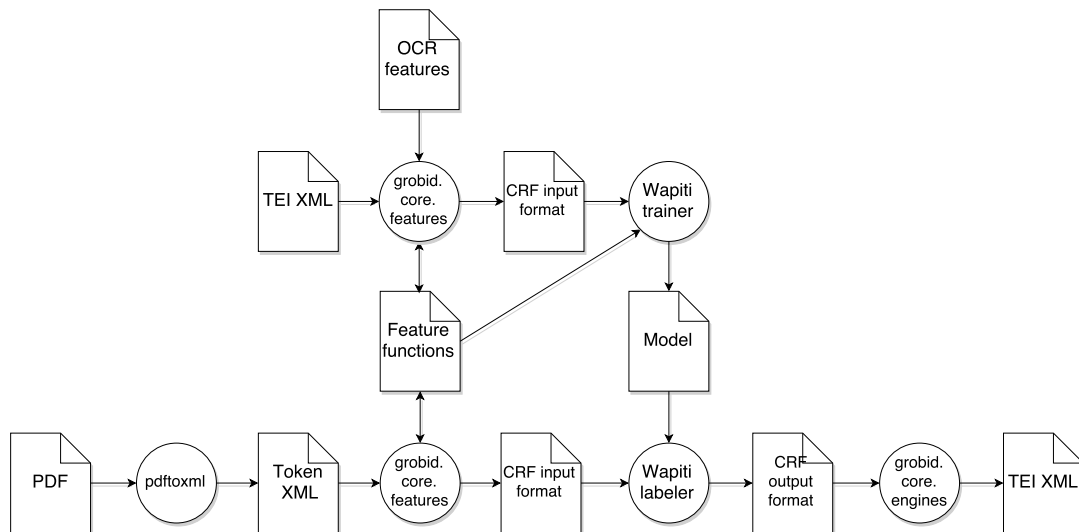 OCR
features
TEI XML
grobid.
core.
features
CRF input
format
Wapiti
trainer
Feature
functions
Model
PDF
pdftoxml
Token
XML
grobid.
core.
features
CRF input
format
Wapiti
labeler
CRF
output
format
grobid.
core.
engines
TEI XML